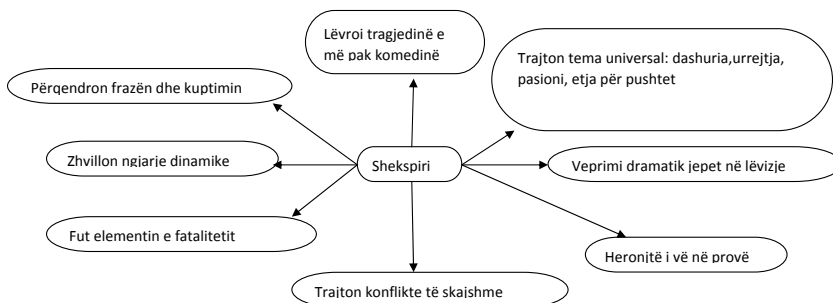 Lëvroi tragjedinë e
më pak komedinë
Trajton tema universal: dashuria,urrejtja,
pasioni, etja për pushtet
Përqendron frazën dhe kuptimin
Zhvillon ngjarje dinamike
Shekspiri
Veprimi dramatik jepet në lëvizje
Fut elementin e fatalitetit
Heronjtë i vë në provë
Trajton konflikte të skajshme